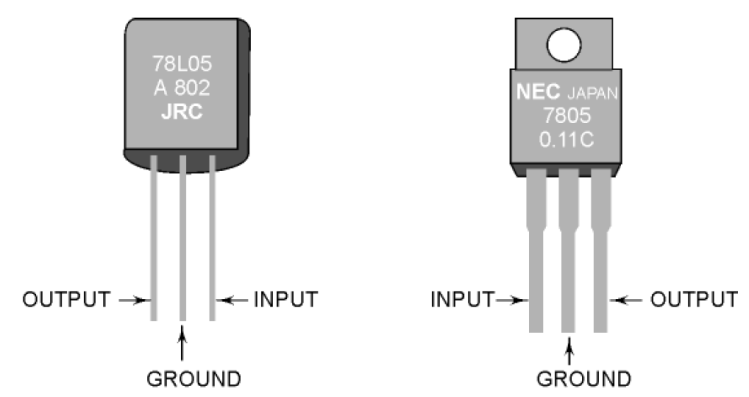 78L05
A 802
JRC
OUTPUT
INPUT
GROUND
NEC JAPAN
7805
0.11C
INPUT
OUTPUT
GROUND